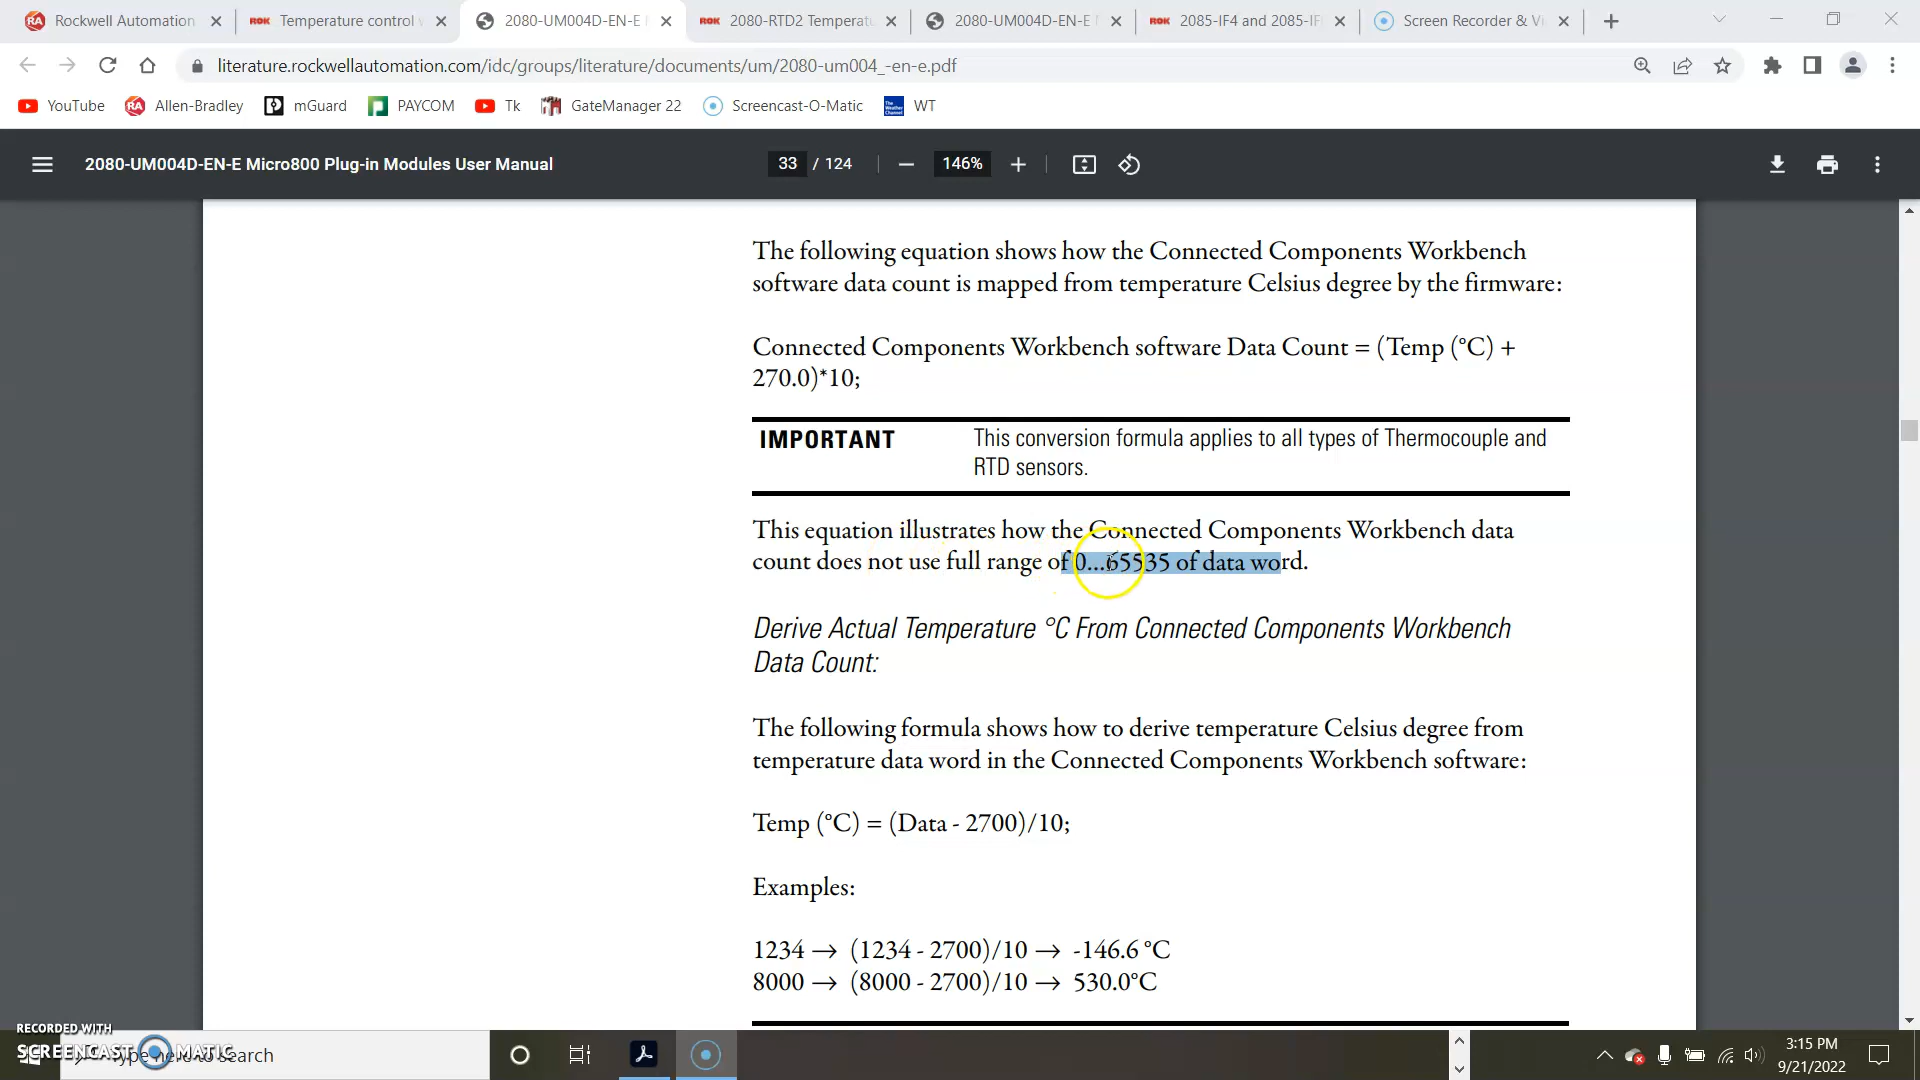 Rockwell Automation
Temperature control
2080-UM004D-EN-E
2080-RTD2 Temperat
2080-UM004D-EN-E
2085-IF4 and 2085-IF
Screen Recorder & Vi
literature.rockwellautomation.com/idc/groups/literature/documents/um/2080-um004_-en-e.pdf
YouTube
Allen-Bradley
mGuard
PAYCOM
Tk
GateManager 22
Screencast-O-Matic
WT
2080-UM004D-EN-E Micro800 Plug-in Modules User Manual
33 / 124
146%
The following equation shows how the Connected Components Workbench
software data count is mapped from temperature Celsius degree by the firmware:
Connected Components Workbench software Data Count = (Temp (°C) +
270.0)*10;
IMPORTANT
This conversion formula applies to all types of Thermocouple and
RTD sensors.
This equation illustrates how the Connected Components Workbench data
count does not use full range of 0...65535 of data word.
Derive Actual Temperature °C From Connected Components Workbench
Data Count:
The following formula shows how to derive temperature Celsius degree from
temperature data word in the Connected Components Workbench software:
Temp (°C) = (Data - 2700)/10;
Examples:
1234 → (1234 - 2700)/10 → -146.6 °C
8000 → (8000 - 2700)/10 → 530.0°C
RECORDED WITH
SCREENCAST MATIC
Type here to search
3:15 PM
9/21/2022